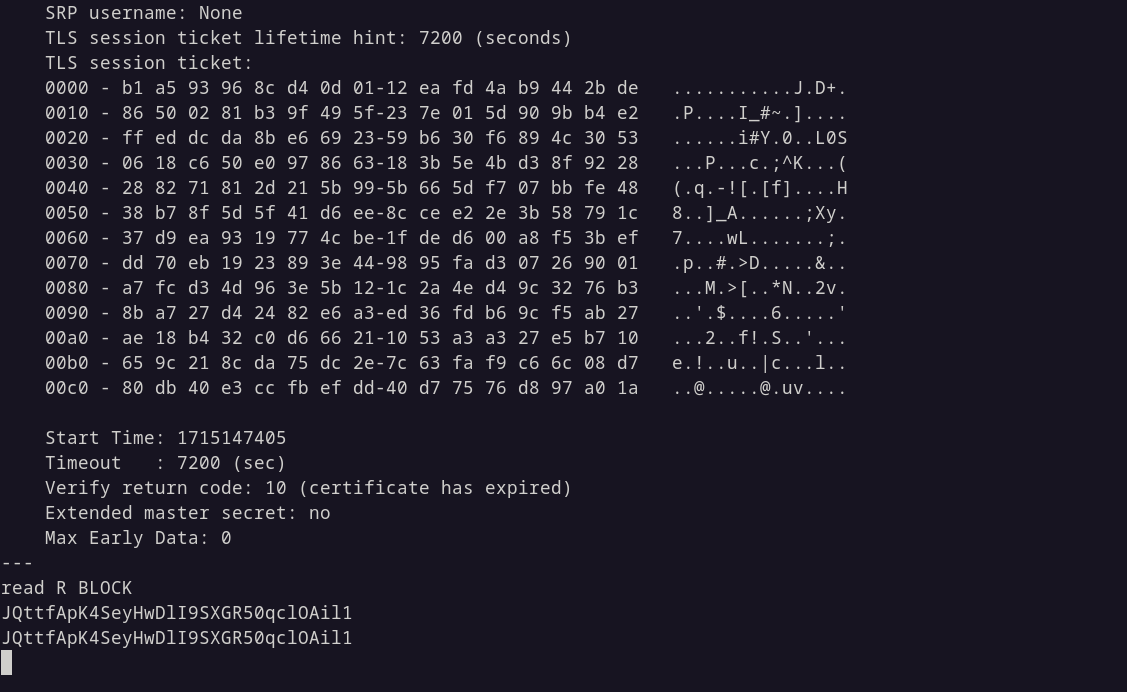 SRP username: None
TLS session ticket lifetime hint: 7200 (seconds)
TLS session ticket:
0000 - b1 a5 93 96 8c d4 0d 01-12 ea fd 4a b9 44 2b de   ...........J.D+.
0010 - 86 50 02 81 b3 9f 49 5f-23 7e 01 5d 90 9b b4 e2   .P....I_#~.]....
0020 - ff ed dc da 8b e6 69 23-59 b6 30 f6 89 4c 30 53   ......i#Y.0..L0S
0030 - 06 18 c6 50 e0 97 86 63-18 3b 5e 4b d3 8f 92 28   ...P...c.;^K...(
0040 - 28 82 71 81 2d 21 5b 99-5b 66 5d f7 07 bb fe 48   (.q.-![.[f]....H
0050 - 38 b7 8f 5d 5f 41 d6 ee-8c ce e2 2e 3b 58 79 1c   8..]_A......;Xy.
0060 - 37 d9 ea 93 19 77 4c be-1f de d6 00 a8 f5 3b ef   7....wL.......;.
0070 - dd 70 eb 19 23 89 3e 44-98 95 fa d3 07 26 90 01   .p..#.>D.....&..
0080 - a7 fc d3 4d 96 3e 5b 12-1c 2a 4e d4 9c 32 76 b3   ...M.>[..*N..2v.
0090 - 8b a7 27 d4 24 82 e6 a3-ed 36 fd b6 9c f5 ab 27   ..'.$....6.....'
00a0 - ae 18 b4 32 c0 d6 66 21-10 53 a3 a3 27 e5 b7 10   ...2..f!.S..'...
00b0 - 65 9c 21 8c da 75 dc 2e-7c 63 fa f9 c6 6c 08 d7   e.!..u..|c...l..
00c0 - 80 db 40 e3 cc fb ef dd-40 d7 75 76 d8 97 a0 1a   ..@.....@.uv....
Start Time: 1715147405
Timeout   : 7200 (sec)
Verify return code: 10 (certificate has expired)
Extended master secret: no
Max Early Data: 0
---
read R BLOCK
JQttfApK4SeyHwDlI9SXGR50qclOAil1
JQttfApK4SeyHwDlI9SXGR50qclOAil1